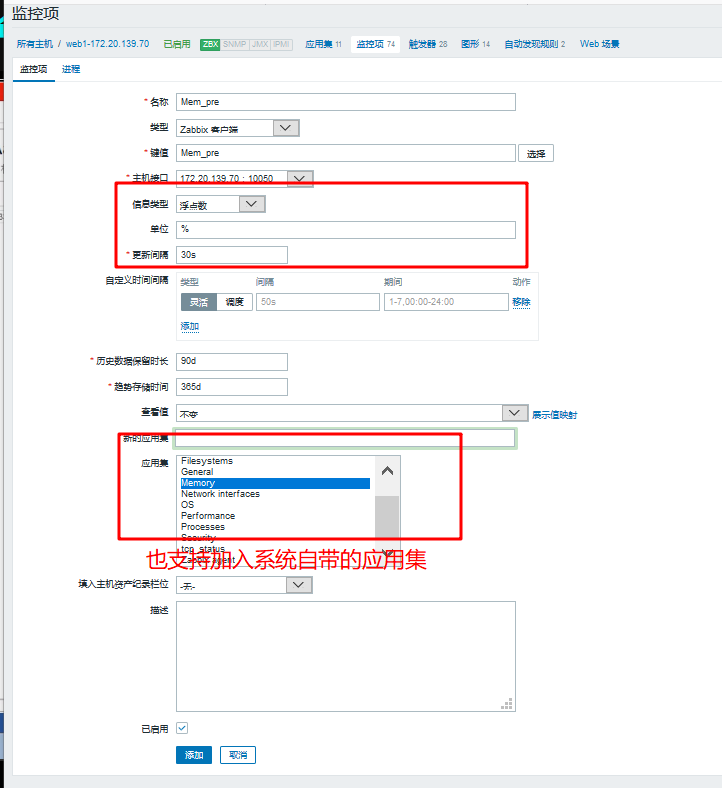 监控项
所有主机 / web1-172.20.139.70 已启用 ZBX SNMP JMX IPMI 应用集 11 监控项 74 触发器 28 图形 14 自动发现规则 2 Web 场景
监控项 进程
* 名称 Mem_pre
类型 Zabbix 客户端
* 键值 Mem_pre 选择
* 主机接口 172.20.139.70 : 10050
信息类型 浮点数
单位 %
* 更新间隔 30s
自定义时间间隔 类型 间隔 期间 动作
灵活 调度 50s 1-7,00:00-24:00 移除
添加
* 历史数据保留时长 90d
* 趋势存储时间 365d
查看值 不变 展示值映射
新的应用集
应用集 Filesystems
General
Memory
Network interfaces
OS
Performance
Processes
Security
tcp_status
Zabbix agent
也支持加入系统自带的应用集
填入主机资产纪录栏位 -无-
描述
已启用
添加 取消